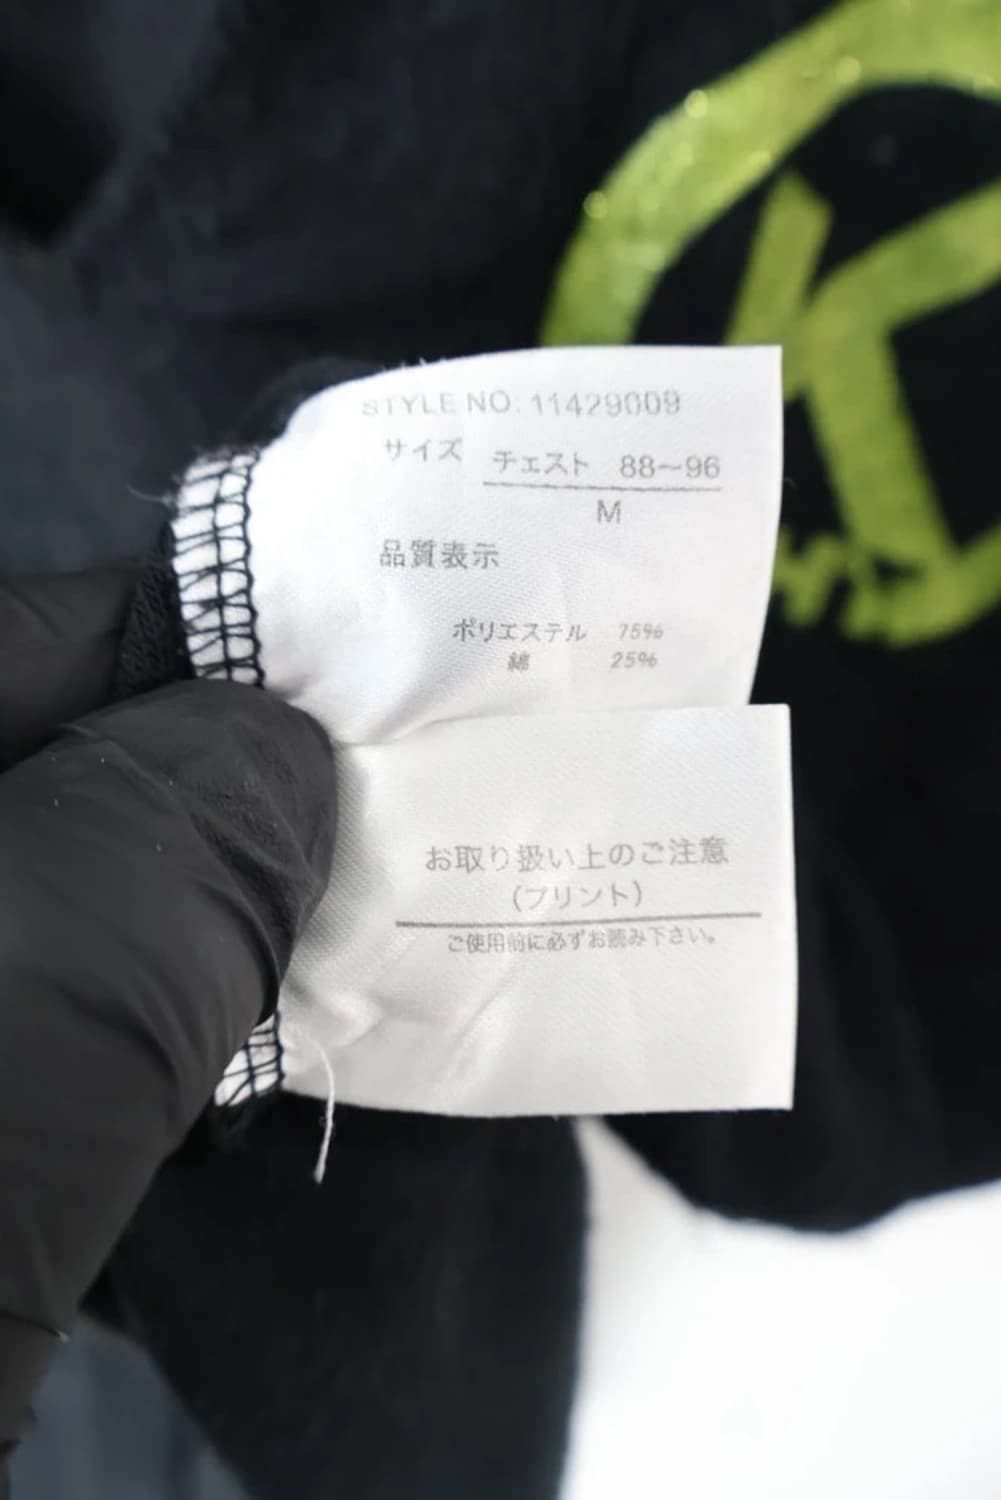 STYLE NO: 11429009
サイズ チェスト 88~96
M
品質表示
ポリエステル 75%
綿 25%
お取り扱い上のご注意
(プリント)
ご使用前に必ずお読み下さい。